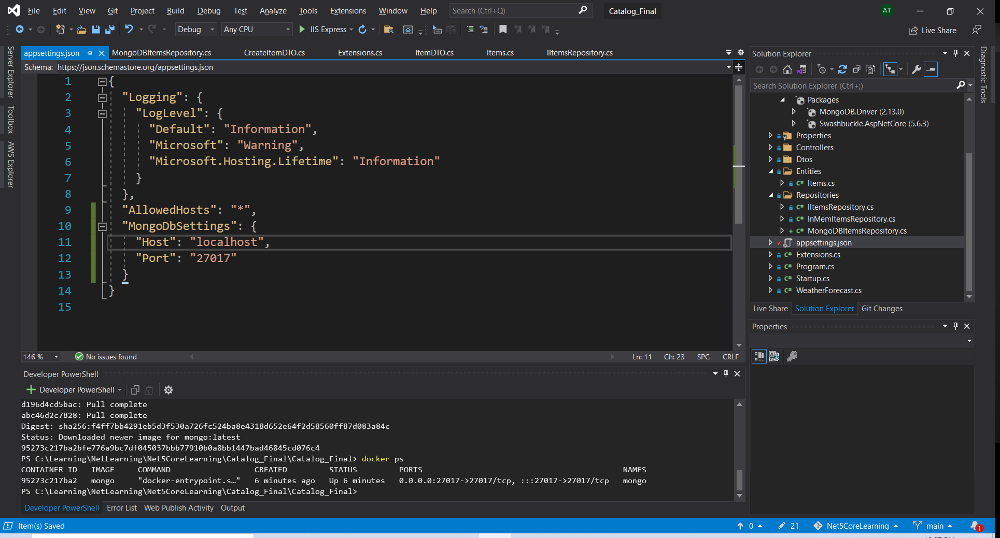 File Edit View Git Project Build Debug Test Analyze Tools Extensions Window Help Search (Ctrl+Q) Catalog_Final AT
Debug Any CPU IIS Express Live Share
appsettings.json MongoDBItemsRepository.cs CreateItemDTO.cs Extensions.cs ItemDTO.cs Items.cs IItemsRepository.cs
Schema: https://json.schemastore.org/appsettings.json
1 {
2 "Logging": {
3 "LogLevel": {
4 "Default": "Information",
5 "Microsoft": "Warning",
6 "Microsoft.Hosting.Lifetime": "Information"
7 }
8 },
9 "AllowedHosts": "*",
10 "MongoDbSettings": {
11 "Host": "localhost",
12 "Port": "27017"
13 }
14 }
15
146 % No issues found Ln: 11 Ch: 23 SPC CRLF
Server Explorer
Toolbox
AWS Explorer
Developer PowerShell
Developer PowerShell
d196d4cd5bac: Pull complete
abc46d2c7828: Pull complete
Digest: sha256:f4ff7bb4291eb5d3f530a726fc524ba8e4318d652e64f2d58560ff87d083a84c
Status: Downloaded newer image for mongo:latest
95273c217ba2bfe776a9bc7df045037bbb77910b0a8bb1447bad46845cd076c4
PS C:\Learning\NetLearning\Net5CoreLearning\Catalog_Final\Catalog_Final> docker ps
CONTAINER ID IMAGE COMMAND CREATED STATUS PORTS NAMES
95273c217ba2 mongo "docker-entrypoint.s…" 6 minutes ago Up 6 minutes 0.0.0.0:27017->27017/tcp, :::27017->27017/tcp mongo
PS C:\Learning\NetLearning\Net5CoreLearning\Catalog_Final\Catalog_Final>
Developer PowerShell Error List Web Publish Activity Output
Solution Explorer
Search Solution Explorer (Ctrl+;)
Packages
MongoDB.Driver (2.13.0)
Swashbuckle.AspNetCore (5.6.3)
Properties
Controllers
Dtos
Entities
C# Items.cs
Repositories
C# IItemsRepository.cs
C# InMemItemsRepository.cs
C# MongoDBItemsRepository.cs
appsettings.json
C# Extensions.cs
C# Program.cs
C# Startup.cs
C# WeatherForecast.cs
Live Share Solution Explorer Git Changes
Properties
Diagnostic Tools
Item(s) Saved 0 21 Net5CoreLearning main 1